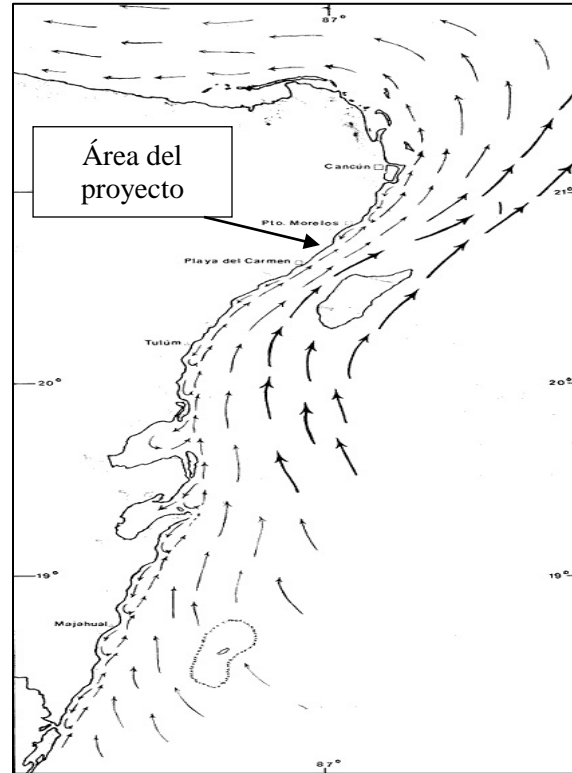 87°
Área del
proyecto
Cancún
21°
Pto. Morelos
Playa del Carmen
Tulúm
20°
20°
19°
19°
Majahual
87°